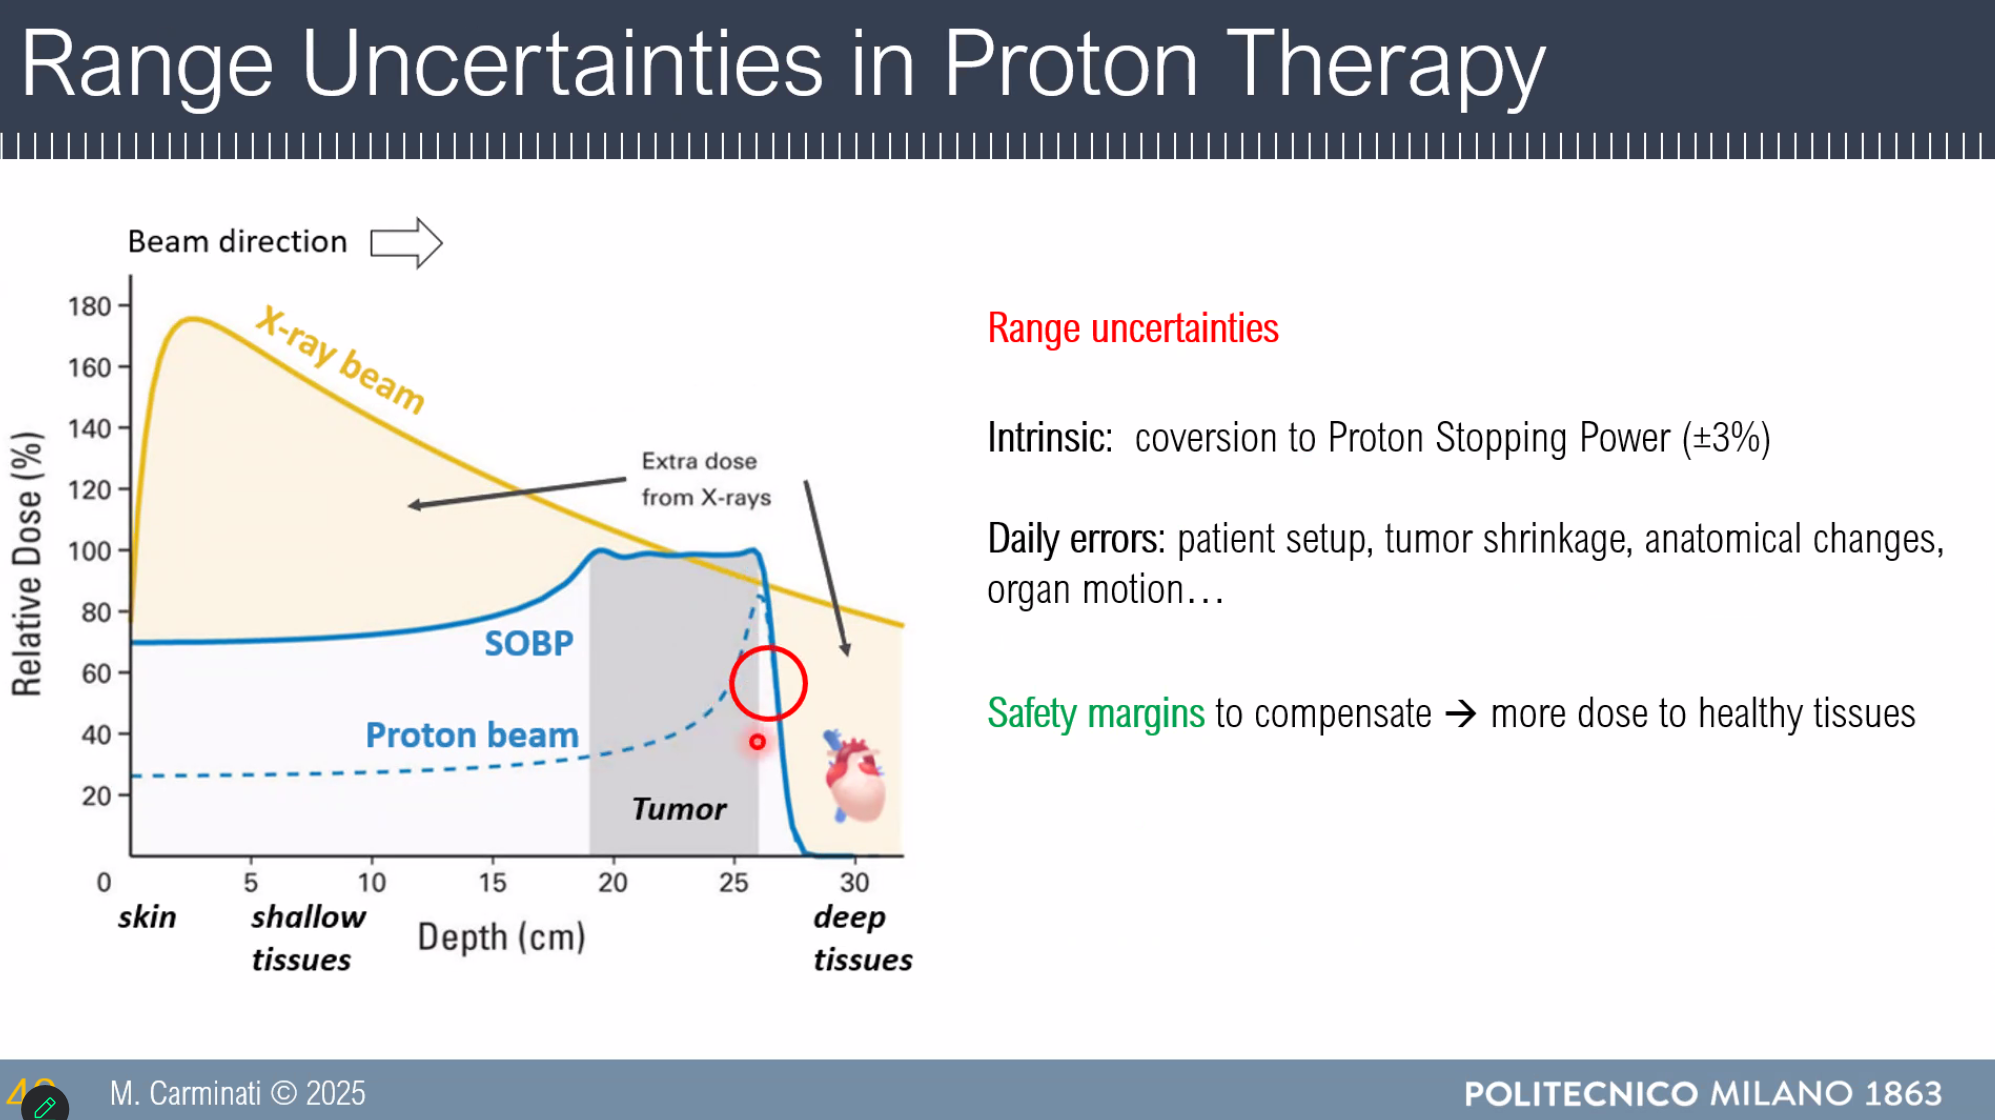 Range Uncertainties in Proton Therapy
Beam direction
180
160
140
120
100
80
60
40
20
0
5
10
15
20
25
30
Relative Dose (%)
Depth (cm)
X-ray beam
Extra dose
from X-rays
SOBP
Proton beam
Tumor
skin
shallow
tissues
deep
tissues
Range uncertainties
Intrinsic: coversion to Proton Stopping Power (±3%)
Daily errors: patient setup, tumor shrinkage, anatomical changes,
organ motion…
Safety margins to compensate → more dose to healthy tissues
M. Carminati © 2025
POLITECNICO MILANO 1863